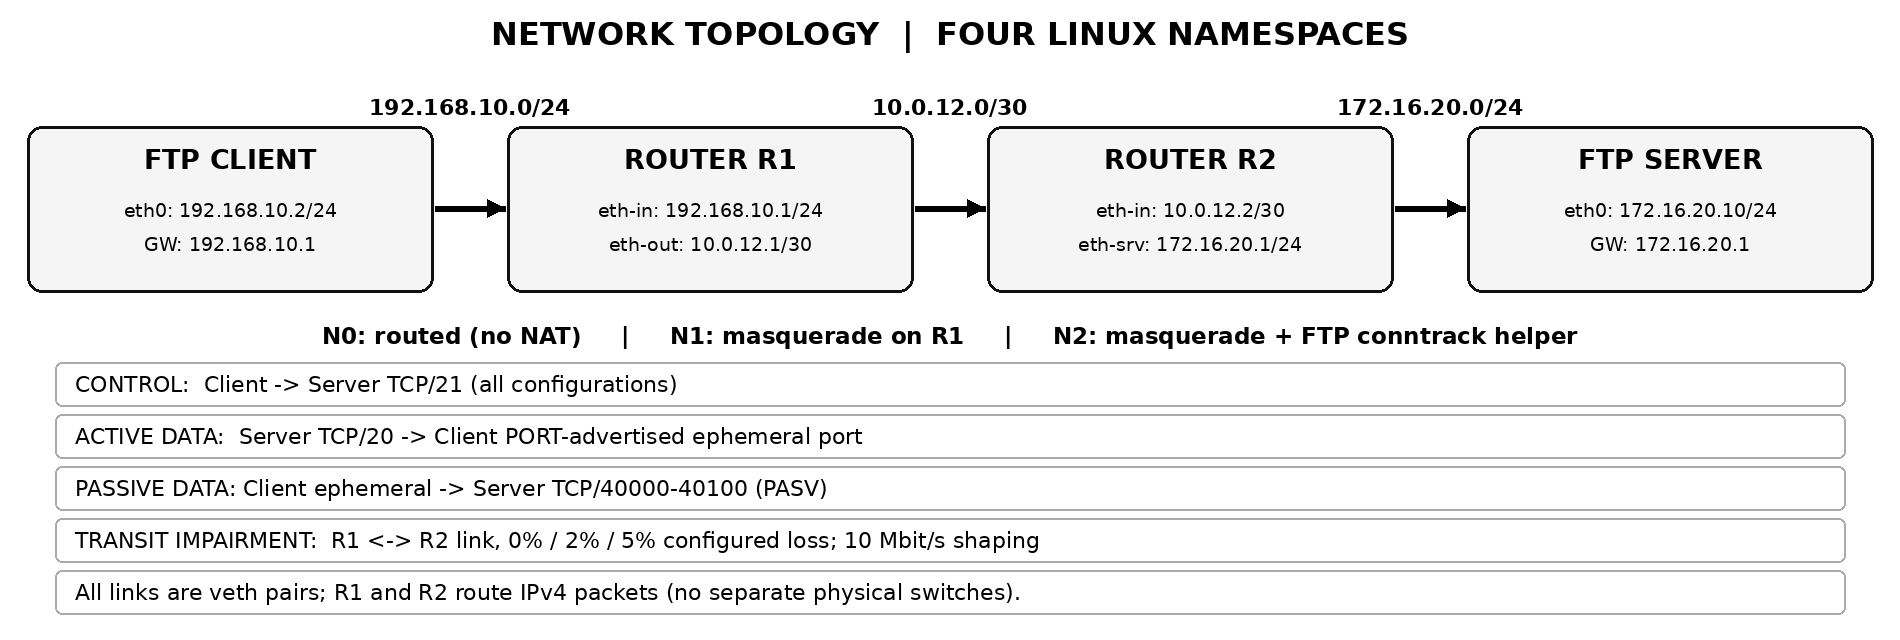 NETWORK TOPOLOGY | FOUR LINUX NAMESPACES
192.168.10.0/24
10.0.12.0/30
172.16.20.0/24
FTP CLIENT
eth0: 192.168.10.2/24
GW: 192.168.10.1
ROUTER R1
eth-in: 192.168.10.1/24
eth-out: 10.0.12.1/30
ROUTER R2
eth-in: 10.0.12.2/30
eth-srv: 172.16.20.1/24
FTP SERVER
eth0: 172.16.20.10/24
GW: 172.16.20.1
N0: routed (no NAT) | N1: masquerade on R1 | N2: masquerade + FTP conntrack helper
CONTROL: Client -> Server TCP/21 (all configurations)
ACTIVE DATA: Server TCP/20 -> Client PORT-advertised ephemeral port
PASSIVE DATA: Client ephemeral -> Server TCP/40000-40100 (PASV)
TRANSIT IMPAIRMENT: R1 <-> R2 link, 0% / 2% / 5% configured loss; 10 Mbit/s shaping
All links are veth pairs; R1 and R2 route IPv4 packets (no separate physical switches).